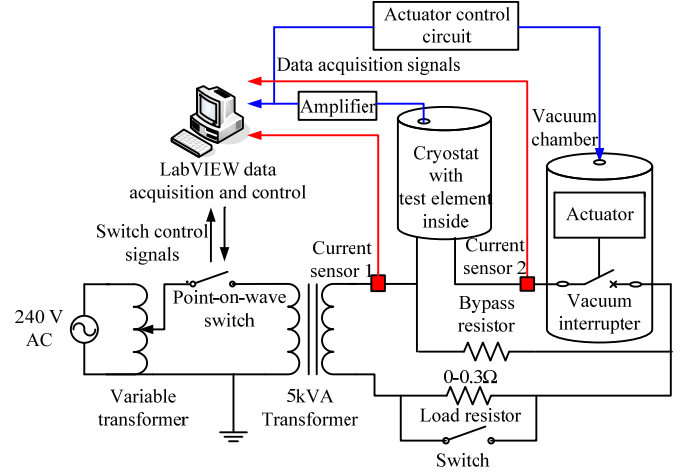 Actuator control
circuit
Data acquisition signals
Amplifier
Vacuum
chamber
Cryostat
with
test element
inside
LabVIEW data
acquisition and control
Actuator
Switch control
signals
Current
sensor 1
Current
sensor 2
Point-on-wave
switch
Bypass
resistor
Vacuum
interrupter
240 V
AC
Variable
transformer
5kVA
Transformer
0-0.3Ω
Load resistor
Switch